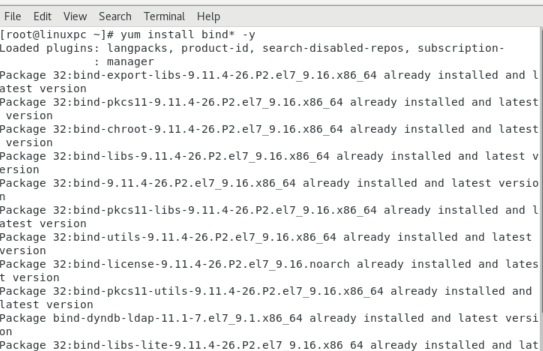 File Edit View Search Terminal Help
[root@linuxpc ~]# yum install bind* -y
Loaded plugins: langpacks, product-id, search-disabled-repos, subscription-
: manager
Package 32:bind-export-libs-9.11.4-26.P2.el7_9.16.x86_64 already installed and l
atest version
Package 32:bind-pkcs11-9.11.4-26.P2.el7_9.16.x86_64 already installed and latest
version
Package 32:bind-chroot-9.11.4-26.P2.el7_9.16.x86_64 already installed and latest
version
Package 32:bind-libs-9.11.4-26.P2.el7_9.16.x86_64 already installed and latest v
ersion
Package 32:bind-9.11.4-26.P2.el7_9.16.x86_64 already installed and latest versio
n
Package 32:bind-pkcs11-libs-9.11.4-26.P2.el7_9.16.x86_64 already installed and l
atest version
Package 32:bind-utils-9.11.4-26.P2.el7_9.16.x86_64 already installed and latest
version
Package 32:bind-license-9.11.4-26.P2.el7_9.16.noarch already installed and lates
t version
Package 32:bind-pkcs11-utils-9.11.4-26.P2.el7_9.16.x86_64 already installed and
latest version
Package bind-dyndb-ldap-11.1-7.el7_9.1.x86_64 already installed and latest versi
on
Package 32:bind-libs-lite-9.11.4-26.P2.el7_9.16.x86_64 already installed and lat